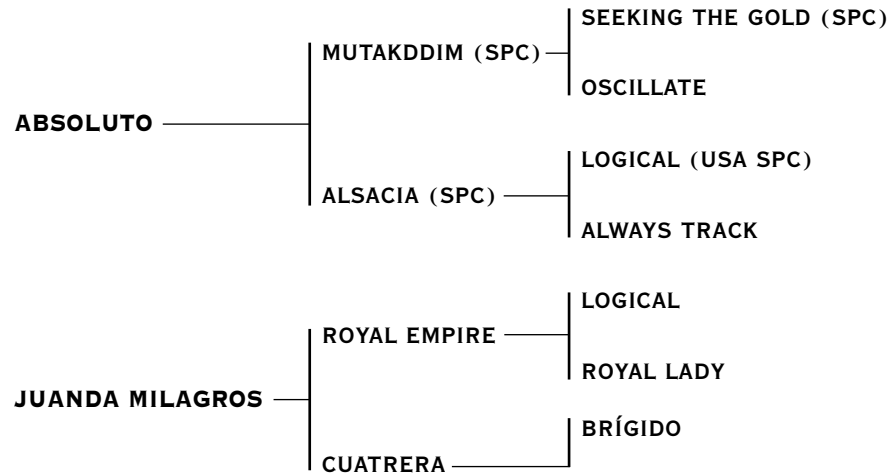 SEEKING THE GOLD (SPC)
MUTAKDDIM (SPC)
OSCILLATE
ABSOLUTO
LOGICAL (USA SPC)
ALSACIA (SPC)
ALWAYS TRACK
LOGICAL
ROYAL EMPIRE
ROYAL LADY
JUANDA MILAGROS
BRÍGIDO
CUATRERA